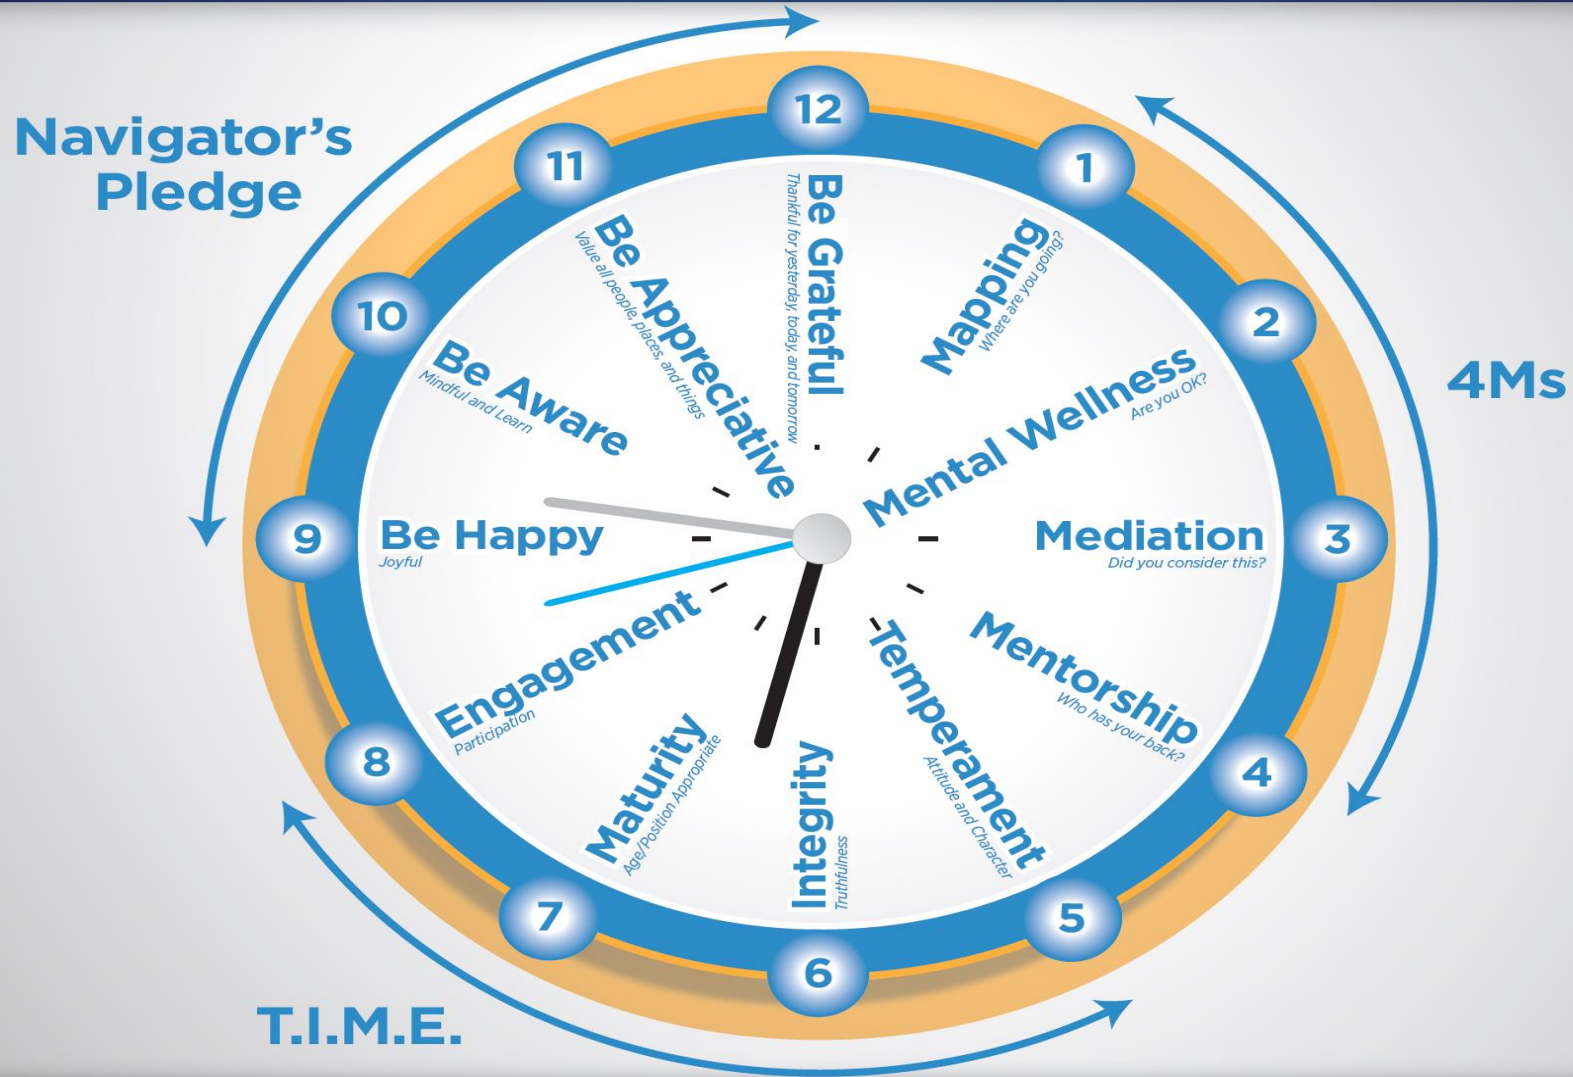 Navigator's
Pledge
4Ms
T.I.M.E.
12
Be Grateful
Thankful for yesterday, today, and tomorrow
1
Mapping
Where are you going?
2
Mental Wellness
Are you OK?
3
Mediation
Did you consider this?
4
Mentorship
Who has your back?
5
Temperament
Attitude and Character
6
Integrity
Truthfulness
7
Maturity
Age/Position Appropriate
8
Engagement
Participation
9
Be Happy
Joyful
10
Be Aware
Mindful and Learn
11
Be Appreciative
Value all people, places, and things